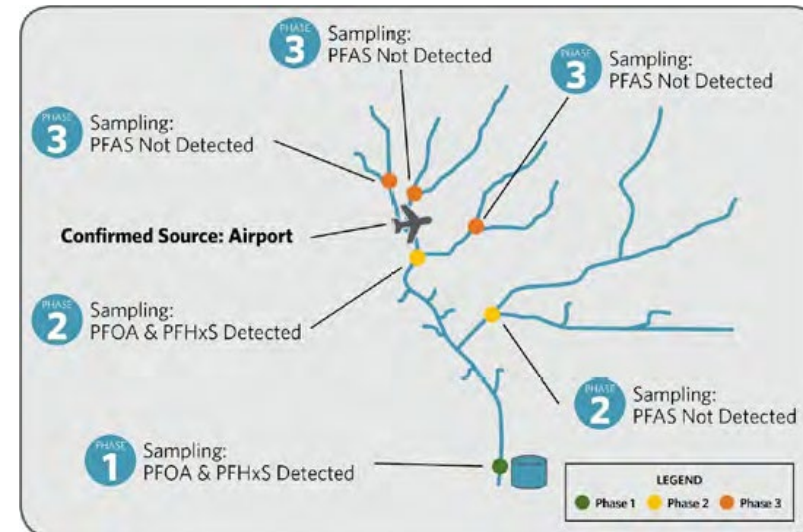 PHASE
3
Sampling:
PFAS Not Detected
PHASE
3
Sampling:
PFAS Not Detected
PHASE
3
Sampling:
PFAS Not Detected
Confirmed Source: Airport
PHASE
2
Sampling:
PFOA & PFHxS Detected
PHASE
2
Sampling:
PFAS Not Detected
PHASE
1
Sampling:
PFOA & PFHxS Detected
LEGEND
Phase 1 Phase 2 Phase 3